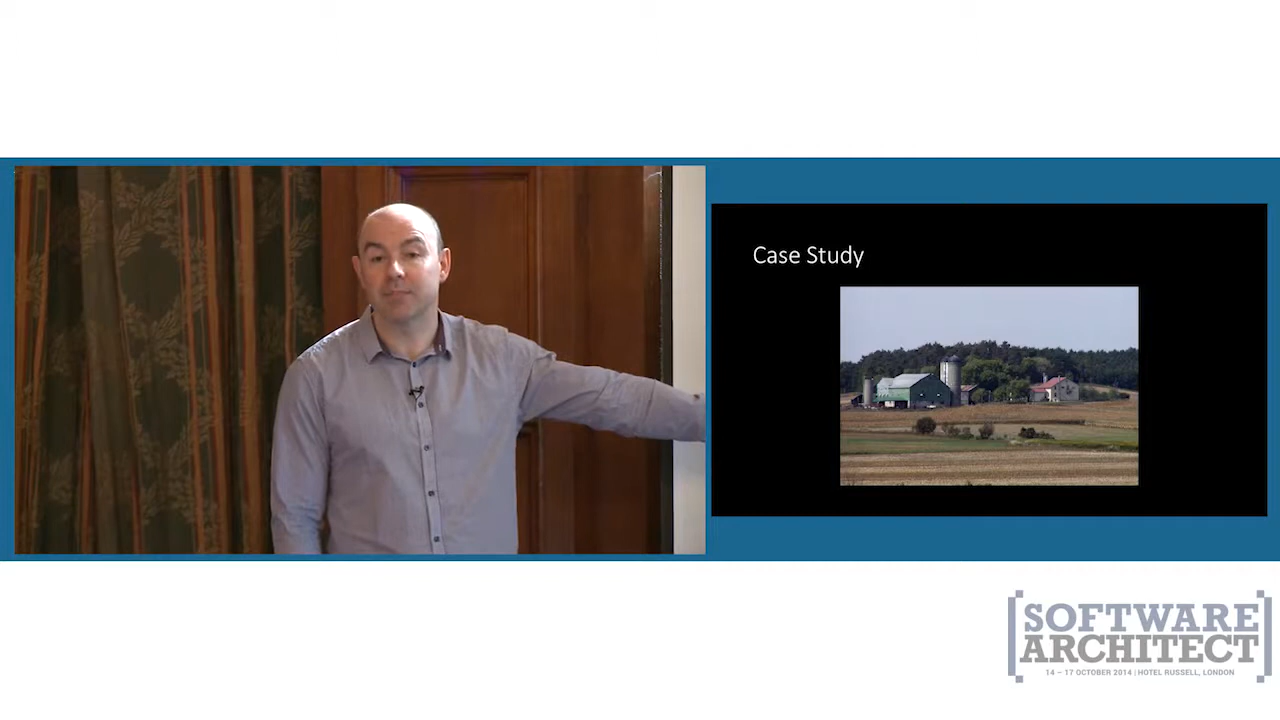 Case Study
[SOFTWARE
ARCHITECT]
14 – 17 OCTOBER 2014 | HOTEL RUSSELL, LONDON